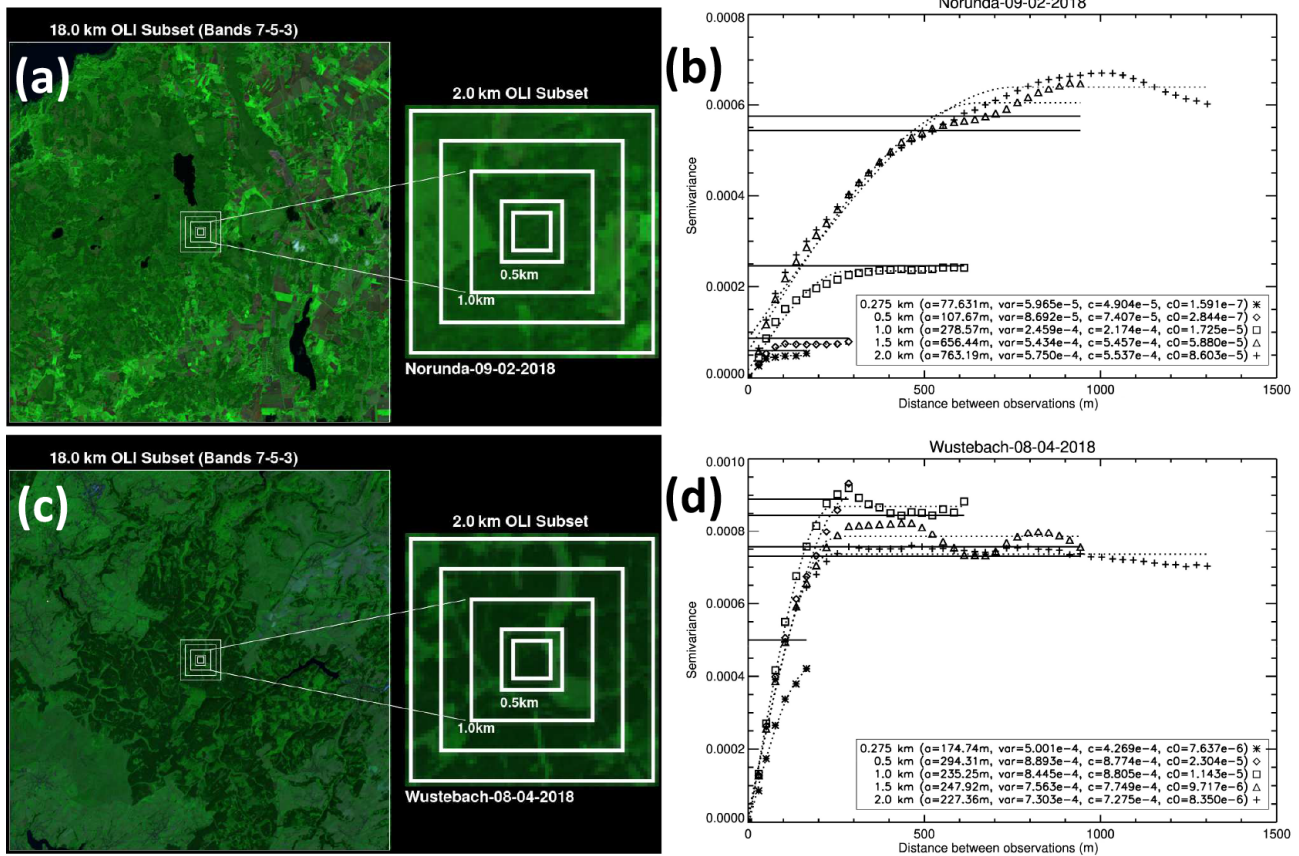 18.0 km OLI Subset (Bands 7-5-3)
(a)
2.0 km OLI Subset
0.5km
1.0km
Norunda-09-02-2018
(b)
Norunda-09-02-2018
0.0008
0.0006
0.0004
0.0002
0.0000
Semivariance
0.275 km (a=77.631m, var=5.965e-5, c=4.904e-5, c0=1.591e-7)
0.5 km (a=107.67m, var=8.692e-5, c=7.407e-5, c0=2.844e-7)
1.0 km (a=278.57m, var=2.459e-4, c=2.174e-4, c0=1.725e-5)
1.5 km (a=656.44m, var=5.434e-4, c=5.457e-4, c0=5.880e-5)
2.0 km (a=763.19m, var=5.750e-4, c=5.537e-4, c0=8.603e-5)
0 500 1000 1500
Distance between observations (m)
18.0 km OLI Subset (Bands 7-5-3)
(c)
2.0 km OLI Subset
0.5km
1.0km
Wustebach-08-04-2018
(d)
Wustebach-08-04-2018
0.0010
0.0008
0.0006
0.0004
0.0002
0.0000
Semivariance
0.275 km (a=174.74m, var=5.001e-4, c=4.269e-4, c0=7.637e-6)
0.5 km (a=294.31m, var=8.893e-4, c=8.774e-4, c0=2.304e-5)
1.0 km (a=235.25m, var=8.445e-4, c=8.805e-4, c0=1.143e-5)
1.5 km (a=247.92m, var=7.563e-4, c=7.749e-4, c0=9.717e-6)
2.0 km (a=227.36m, var=7.303e-4, c=7.275e-4, c0=8.350e-6)
0 500 1000 1500
Distance between observations (m)